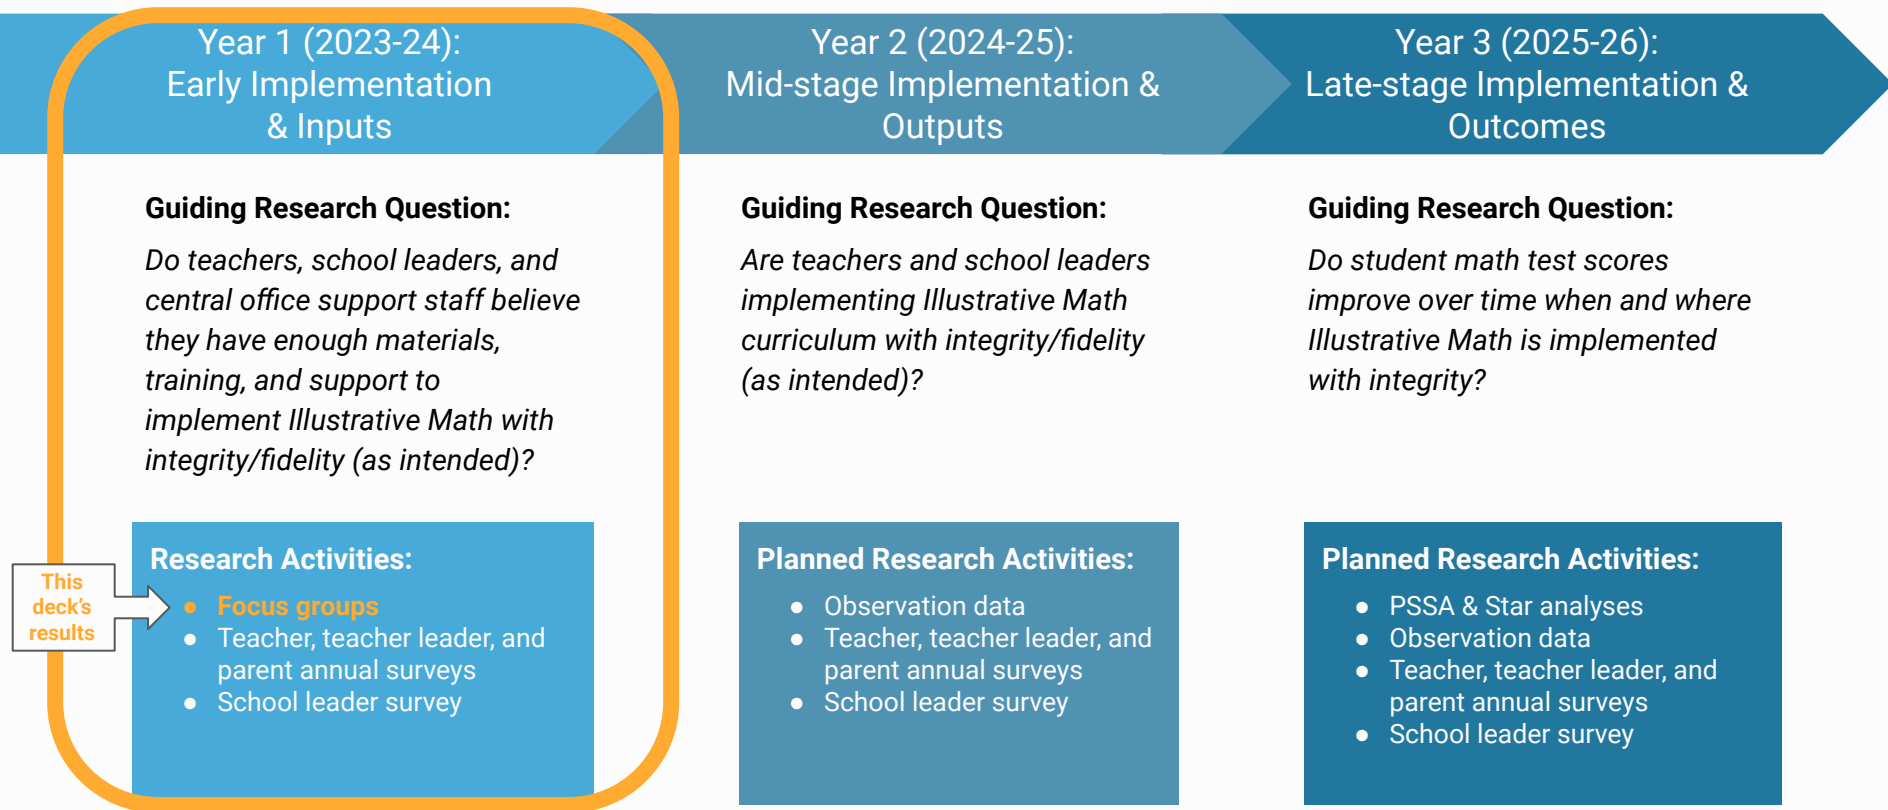 Year 1 (2023-24):
Early Implementation
& Inputs
Year 2 (2024-25):
Mid-stage Implementation &
Outputs
Year 3 (2025-26):
Late-stage Implementation &
Outcomes
Guiding Research Question:
Do teachers, school leaders, and
central office support staff believe
they have enough materials,
training, and support to
implement Illustrative Math with
integrity/fidelity (as intended)?
Guiding Research Question:
Are teachers and school leaders
implementing Illustrative Math
curriculum with integrity/fidelity
(as intended)?
Guiding Research Question:
Do student math test scores
improve over time when and where
Illustrative Math is implemented
with integrity?
This
deck's
results
Research Activities:
● Focus groups
● Teacher, teacher leader, and
parent annual surveys
● School leader survey
Planned Research Activities:
● Observation data
● Teacher, teacher leader, and
parent annual surveys
● School leader survey
Planned Research Activities:
● PSSA & Star analyses
● Observation data
● Teacher, teacher leader, and
parent annual surveys
● School leader survey